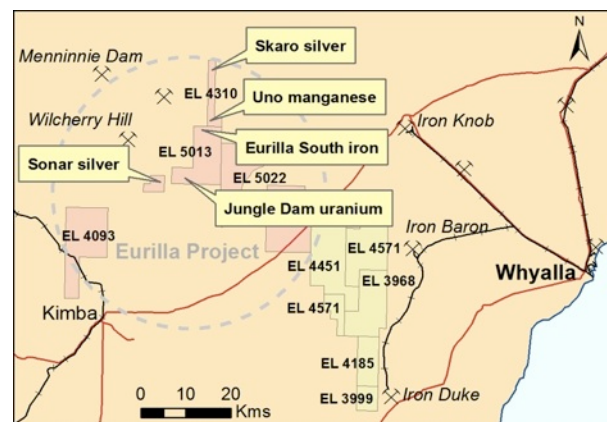 Skaro silver
N
Menninnie Dam
EL 4310
Uno manganese
Wilcherry Hill
Iron Knob
Eurilla South iron
EL 5013
Sonar silver
EL 5022
Jungle Dam uranium
EL 4093
Eurilla Project
EL 4571
Iron Baron
EL 4451
Whyalla
EL 3968
EL 4571
Kimba
EL 4185
Iron Duke
EL 3999
0 10 20
Kms